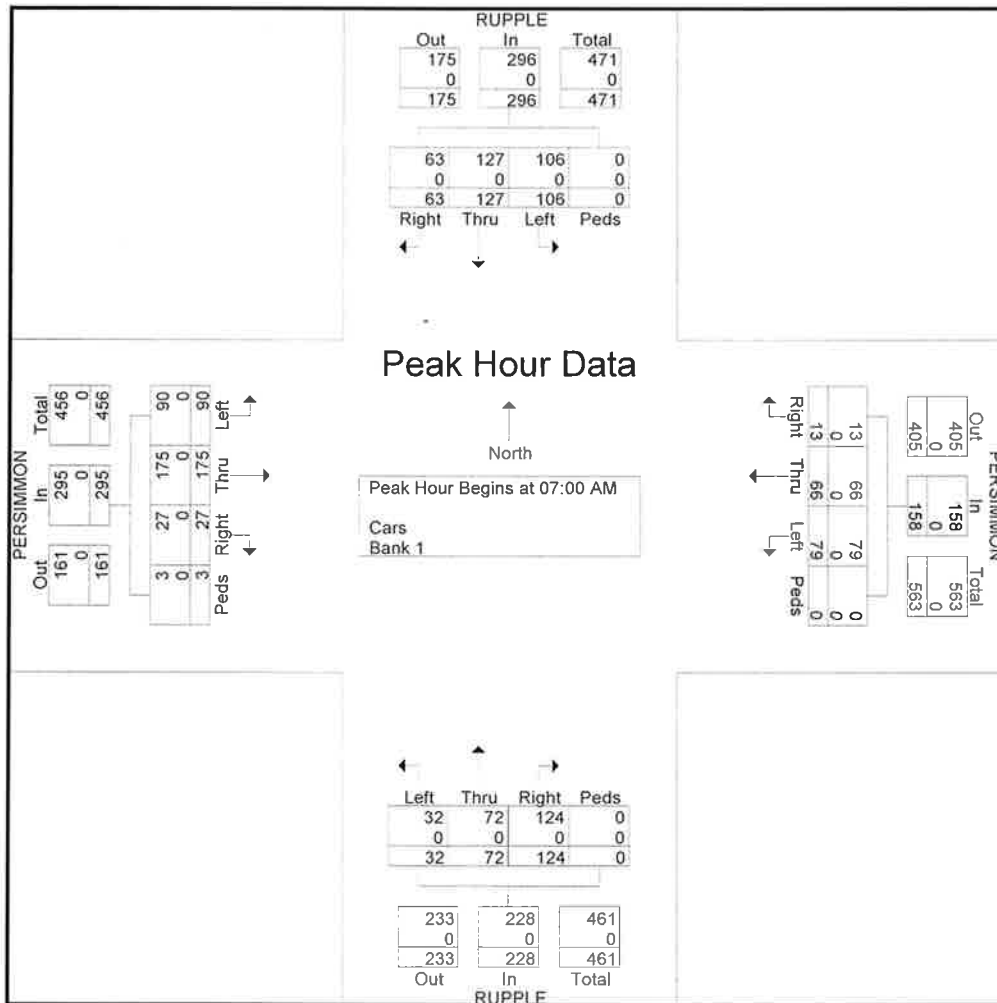 RUPPLE
Out In Total
175 296 471
0 0 0
175 296 471
63 127 106 0
0 0 0 0
63 127 106 0
Right Thru Left Peds
Peak Hour Data
North
Peak Hour Begins at 07:00 AM
Cars
Bank 1
PERSIMMON
Total In Out
456 295 161
0 0 0
456 295 161
90 175 27 3
0 0 0 0
90 175 27 3
Left Thru Right Peds
PERSIMMON
Out In Total
405 158 563
0 0 0
405 158 563
13 66 79 0
0 0 0 0
13 66 79 0
Right Thru Left Peds
Left Thru Right Peds
32 72 124 0
0 0 0 0
32 72 124 0
233 228 461
0 0 0
233 228 461
Out In Total
RUPPLE